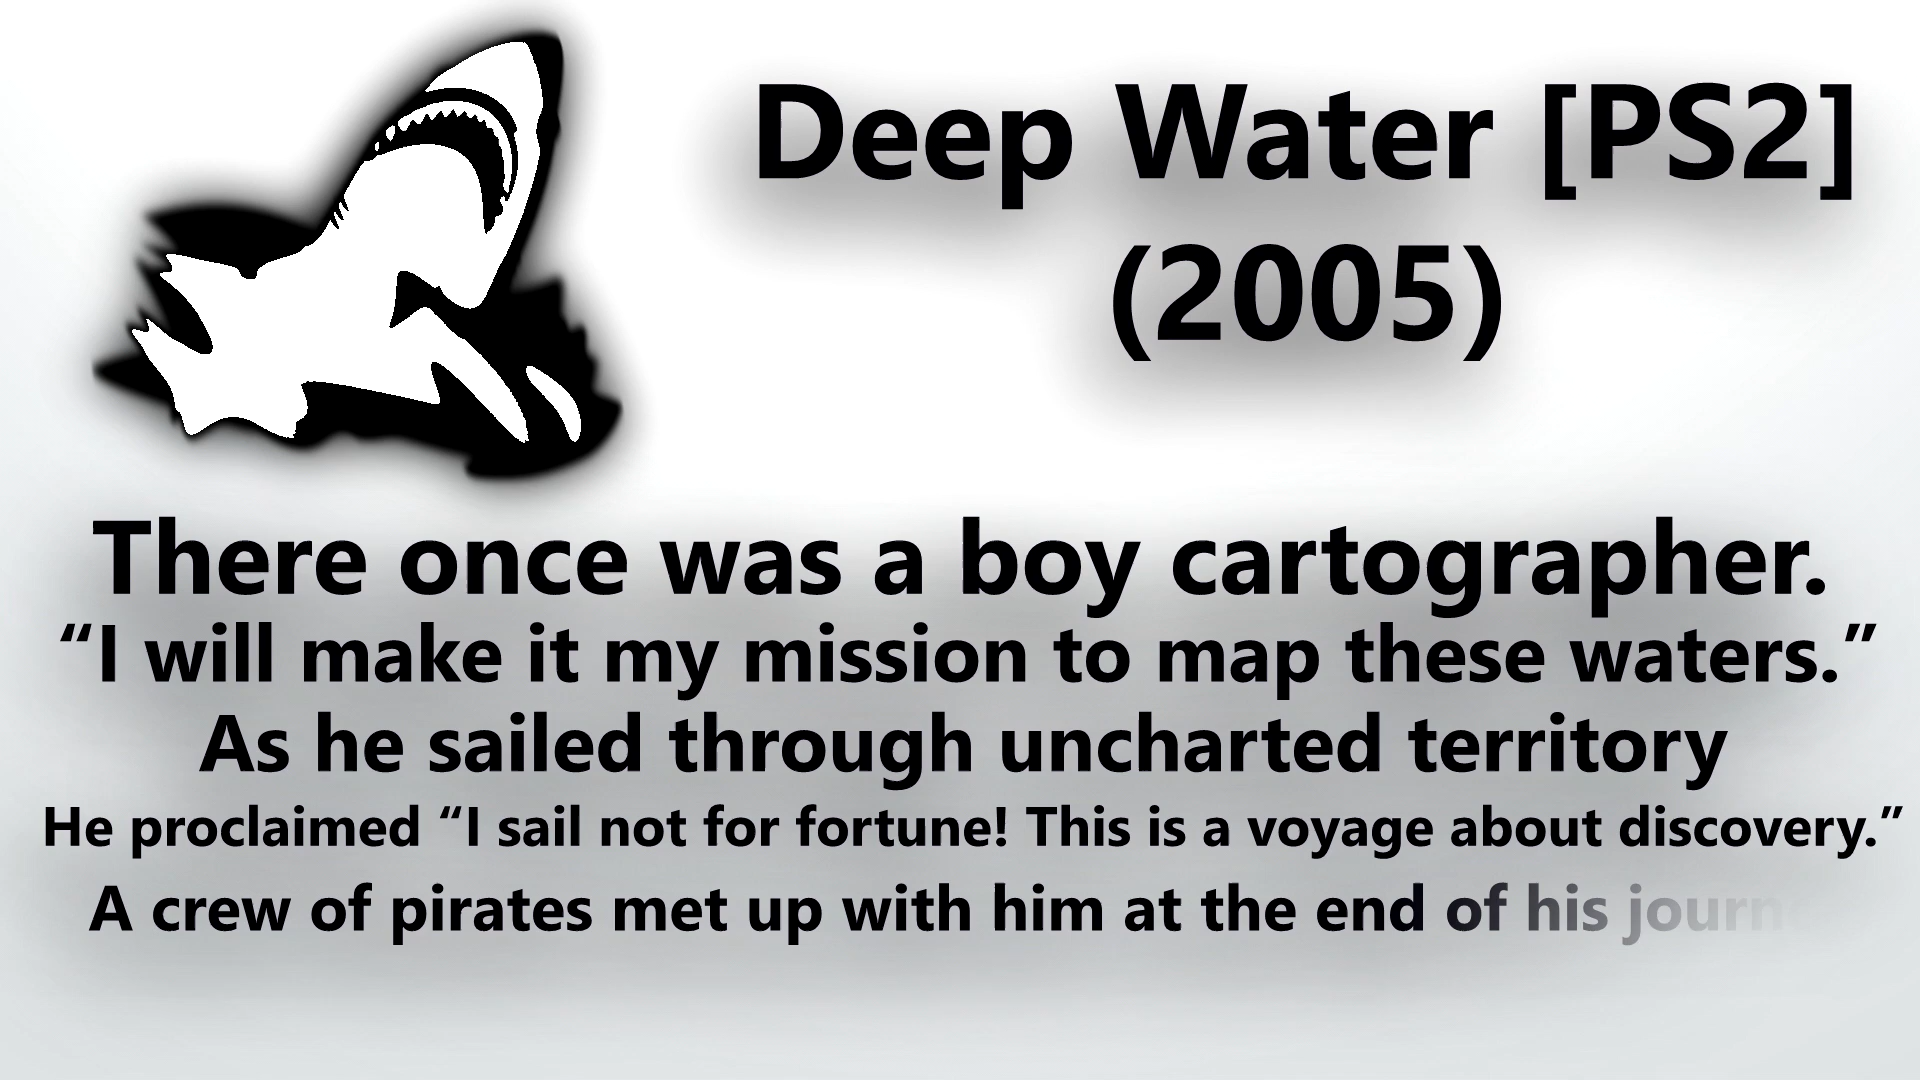 Deep Water [PS2]
(2005)
There once was a boy cartographer.
“I will make it my mission to map these waters.”
As he sailed through uncharted territory
He proclaimed “I sail not for fortune! This is a voyage about discovery.”
A crew of pirates met up with him at the end of his